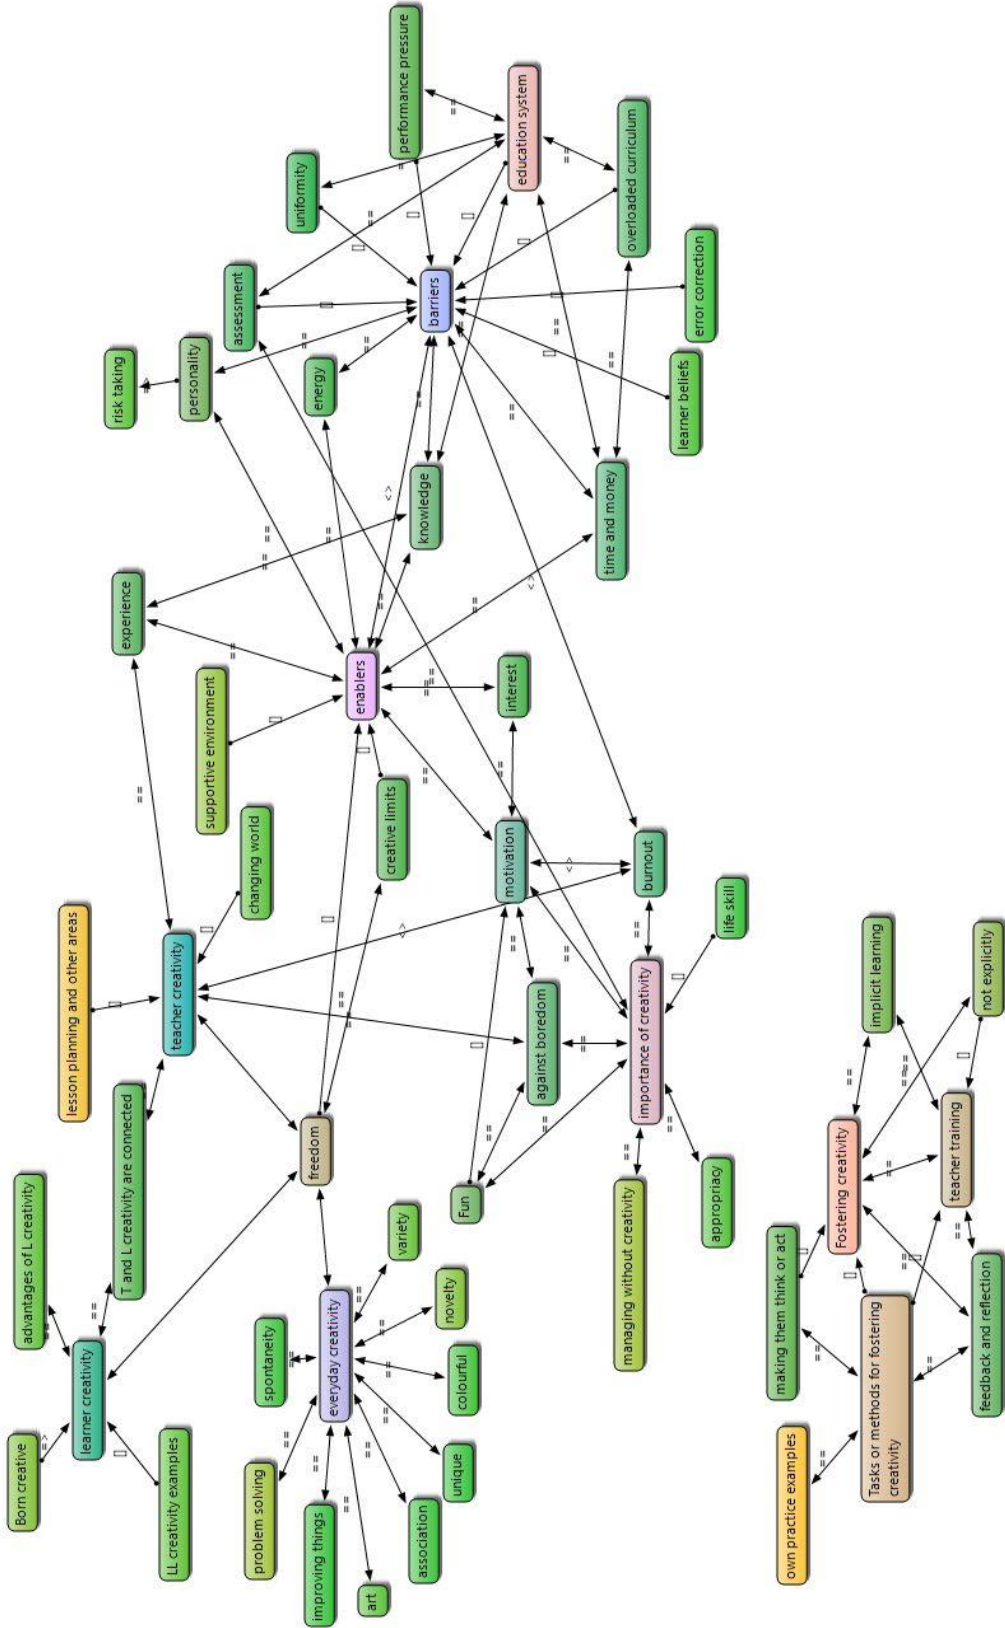 Born creative
advantages of L creativity
learner creativity
lesson planning and other areas
risk taking
T and L creativity are connected
experience
LL creativity examples
teacher creativity
personality
supportive environment
assessment
changing world
problem solving
spontaneity
uniformity
improving things
everyday creativity
freedom
energy
enablers
art
variety
creative limits
performance pressure
association
knowledge
barriers
unique
colourful
novelty
Fun
motivation
interest
education system
against boredom
time and money
managing without creativity
importance of creativity
burnout
overloaded curriculum
learner beliefs
error correction
appropriacy
life skill
own practice examples
making them think or act
Fostering creativity
implicit learning
Tasks or methods for fostering
creativity
teacher training
feedback and reflection
not explicitly